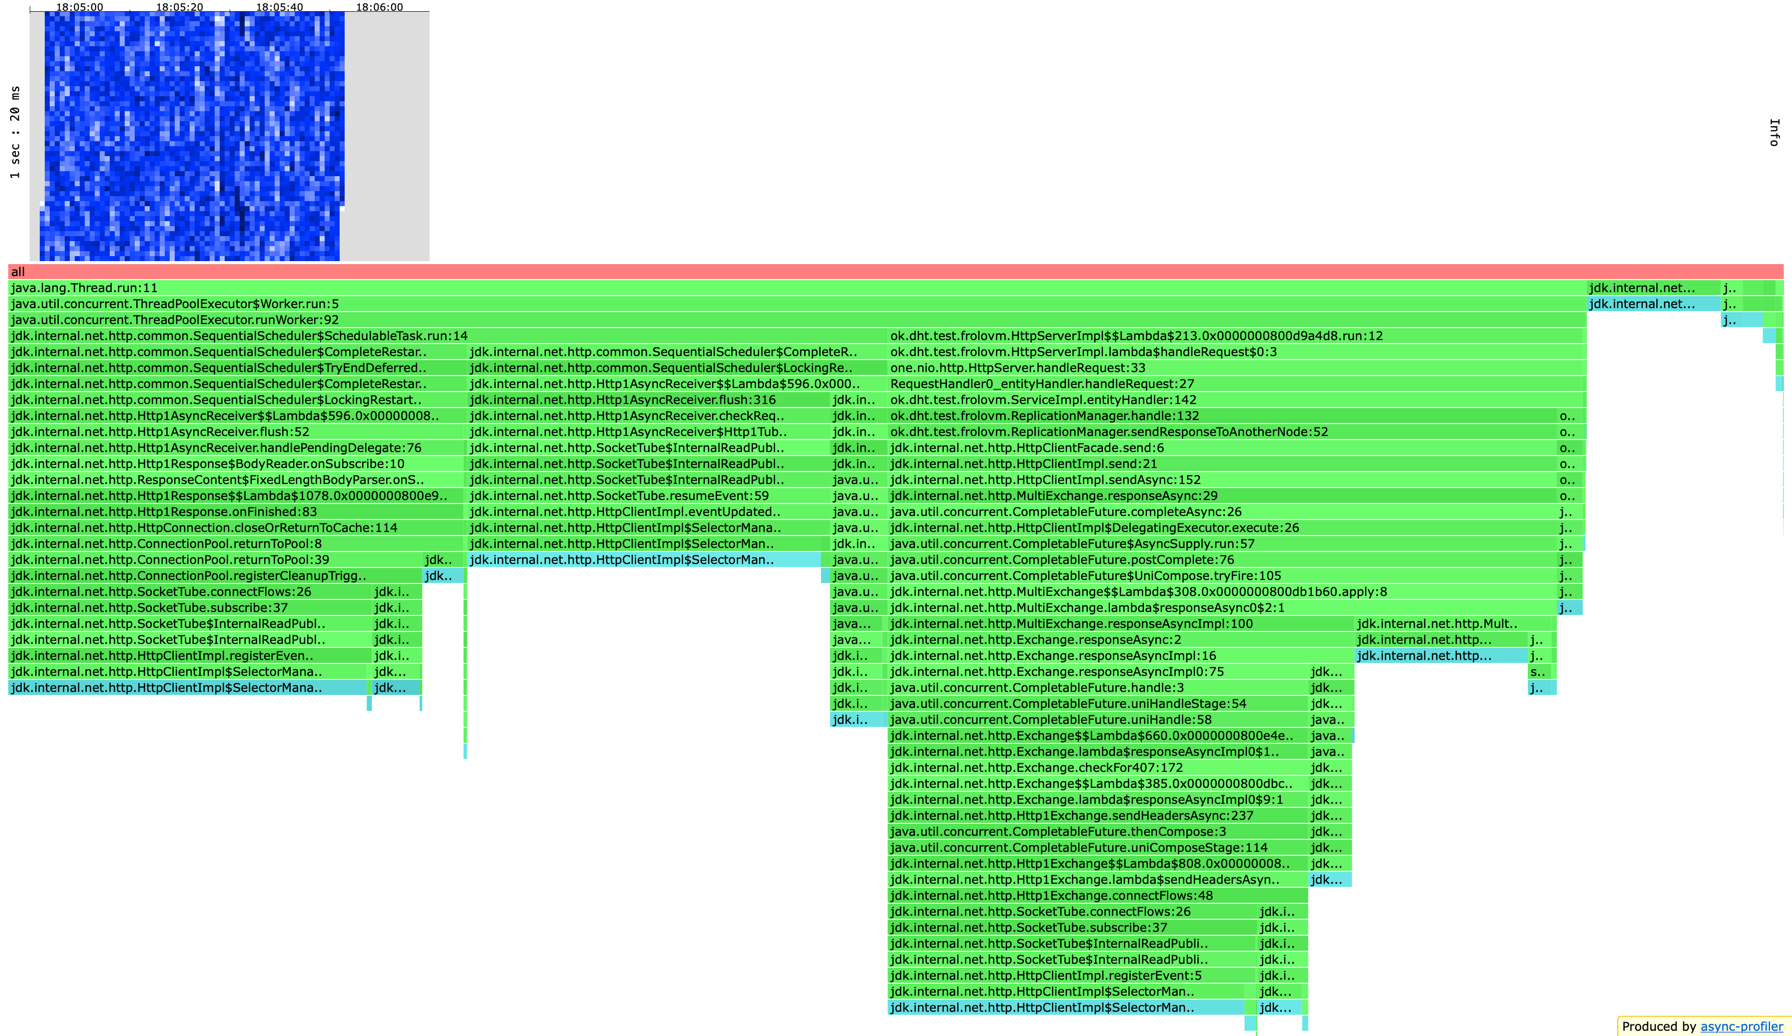 18:05:00 18:05:20 18:05:40 18:06:00
1 sec : 20 ms
Info
all
java.lang.Thread.run:11 jdk.internal.net... j..
java.util.concurrent.ThreadPoolExecutor$Worker.run:5 jdk.internal.net... j..
java.util.concurrent.ThreadPoolExecutor.runWorker:92 j..
jdk.internal.net.http.common.SequentialScheduler$SchedulableTask.run:14 ok.dht.test.frolovm.HttpServerImpl$$Lambda$213.0x0000000800d9a4d8.run:12
jdk.internal.net.http.common.SequentialScheduler$CompleteRestar.. jdk.internal.net.http.common.SequentialScheduler$CompleteR.. ok.dht.test.frolovm.HttpServerImpl.lambda$handleRequest$0:3
jdk.internal.net.http.common.SequentialScheduler$TryEndDeferred.. jdk.internal.net.http.common.SequentialScheduler$LockingRe.. one.nio.http.HttpServer.handleRequest:33
jdk.internal.net.http.common.SequentialScheduler$CompleteRestar.. jdk.internal.net.http.Http1AsyncReceiver$$Lambda$596.0x000... RequestHandler0_entityHandler.handleRequest:27
jdk.internal.net.http.common.SequentialScheduler$LockingRestart.. jdk.internal.net.http.Http1AsyncReceiver.flush:316 jdk.in.. ok.dht.test.frolovm.ServiceImpl.entityHandler:142
jdk.internal.net.http.Http1AsyncReceiver$$Lambda$596.0x00000008.. jdk.internal.net.http.Http1AsyncReceiver.checkReq.. jdk.in.. ok.dht.test.frolovm.ReplicationManager.handle:132 o..
jdk.internal.net.http.Http1AsyncReceiver.flush:52 jdk.internal.net.http.Http1AsyncReceiver$Http1Tub.. jdk.in.. ok.dht.test.frolovm.ReplicationManager.sendResponseToAnotherNode:52 o..
jdk.internal.net.http.Http1AsyncReceiver.handlePendingDelegate:76 jdk.internal.net.http.SocketTube$InternalReadPubl.. jdk.in.. jdk.internal.net.http.HttpClientFacade.send:6 o..
jdk.internal.net.http.Http1Response$BodyReader.onSubscribe:10 jdk.internal.net.http.SocketTube$InternalReadPubl.. jdk.in.. jdk.internal.net.http.HttpClientImpl.send:21 o..
jdk.internal.net.http.ResponseContent$FixedLengthBodyParser.onS.. jdk.internal.net.http.SocketTube$InternalReadPubl.. java.u.. jdk.internal.net.http.HttpClientImpl.sendAsync:152 o..
jdk.internal.net.http.Http1Response$$Lambda$1078.0x0000000800e9.. jdk.internal.net.http.SocketTube.resumeEvent:59 java.u.. jdk.internal.net.http.MultiExchange.responseAsync:29 o..
jdk.internal.net.http.Http1Response.onFinished:83 jdk.internal.net.http.HttpClientImpl.eventUpdated.. java.u.. java.util.concurrent.CompletableFuture.completeAsync:26 j..
jdk.internal.net.http.HttpConnection.closeOrReturnToCache:114 jdk.internal.net.http.HttpClientImpl$SelectorMana.. java.u.. jdk.internal.net.http.HttpClientImpl$DelegatingExecutor.execute:26 j..
jdk.internal.net.http.ConnectionPool.returnToPool:8 jdk.internal.net.http.HttpClientImpl$SelectorMan.. jdk.in.. java.util.concurrent.CompletableFuture$AsyncSupply.run:57 j..
jdk.internal.net.http.ConnectionPool.returnToPool:39 jdk.. jdk.internal.net.http.HttpClientImpl$SelectorMan.. java.u.. java.util.concurrent.CompletableFuture.postComplete:76 j..
jdk.internal.net.http.ConnectionPool.registerCleanupTrigg.. jdk.. java.u.. java.util.concurrent.CompletableFuture$UniCompose.tryFire:105 j..
jdk.internal.net.http.SocketTube.connectFlows:26 jdk.i.. java.u.. jdk.internal.net.http.MultiExchange$$Lambda$308.0x0000000800db1b60.apply:8 j..
jdk.internal.net.http.SocketTube.subscribe:37 jdk.i.. java.u.. jdk.internal.net.http.MultiExchange.lambda$responseAsync0$2:1 j..
jdk.internal.net.http.SocketTube$InternalReadPubl.. jdk.i.. java... jdk.internal.net.http.MultiExchange.responseAsyncImpl:100 jdk.internal.net.http.Mult..
jdk.internal.net.http.SocketTube$InternalReadPubl.. jdk.i.. java... jdk.internal.net.http.Exchange.responseAsync:2 jdk.internal.net.http... j..
jdk.internal.net.http.HttpClientImpl.registerEven.. jdk.i.. jdk.i.. jdk.internal.net.http.Exchange.responseAsyncImpl:16 jdk.internal.net.http... j..
jdk.internal.net.http.HttpClientImpl$SelectorMana.. jdk... jdk.i.. jdk.internal.net.http.Exchange.responseAsyncImpl0:75 jdk... s..
jdk.internal.net.http.HttpClientImpl$SelectorMana.. jdk... jdk.i.. java.util.concurrent.CompletableFuture.handle:3 jdk... j..
jdk.i.. java.util.concurrent.CompletableFuture.uniHandleStage:54 jdk...
jdk.i.. java.util.concurrent.CompletableFuture.uniHandle:58 java..
jdk.internal.net.http.Exchange$$Lambda$660.0x0000000800e4e.. java..
jdk.internal.net.http.Exchange.lambda$responseAsyncImpl0$1.. java..
jdk.internal.net.http.Exchange.checkFor407:172 jdk...
jdk.internal.net.http.Exchange$$Lambda$385.0x0000000800dbc.. jdk...
jdk.internal.net.http.Exchange.lambda$responseAsyncImpl0$9:1 jdk...
jdk.internal.net.http.Http1Exchange.sendHeadersAsync:237 jdk...
java.util.concurrent.CompletableFuture.thenCompose:3 jdk...
java.util.concurrent.CompletableFuture.uniComposeStage:114 jdk...
jdk.internal.net.http.Http1Exchange$$Lambda$808.0x00000008.. jdk...
jdk.internal.net.http.Http1Exchange.lambda$sendHeadersAsyn.. jdk...
jdk.internal.net.http.Http1Exchange.connectFlows:48
jdk.internal.net.http.SocketTube.connectFlows:26 jdk.i..
jdk.internal.net.http.SocketTube.subscribe:37 jdk.i..
jdk.internal.net.http.SocketTube$InternalReadPubli.. jdk.i..
jdk.internal.net.http.SocketTube$InternalReadPubli.. jdk.i..
jdk.internal.net.http.HttpClientImpl.registerEvent:5 jdk.i..
jdk.internal.net.http.HttpClientImpl$SelectorMan.. jdk...
jdk.internal.net.http.HttpClientImpl$SelectorMan.. jdk...
Produced by async-profiler